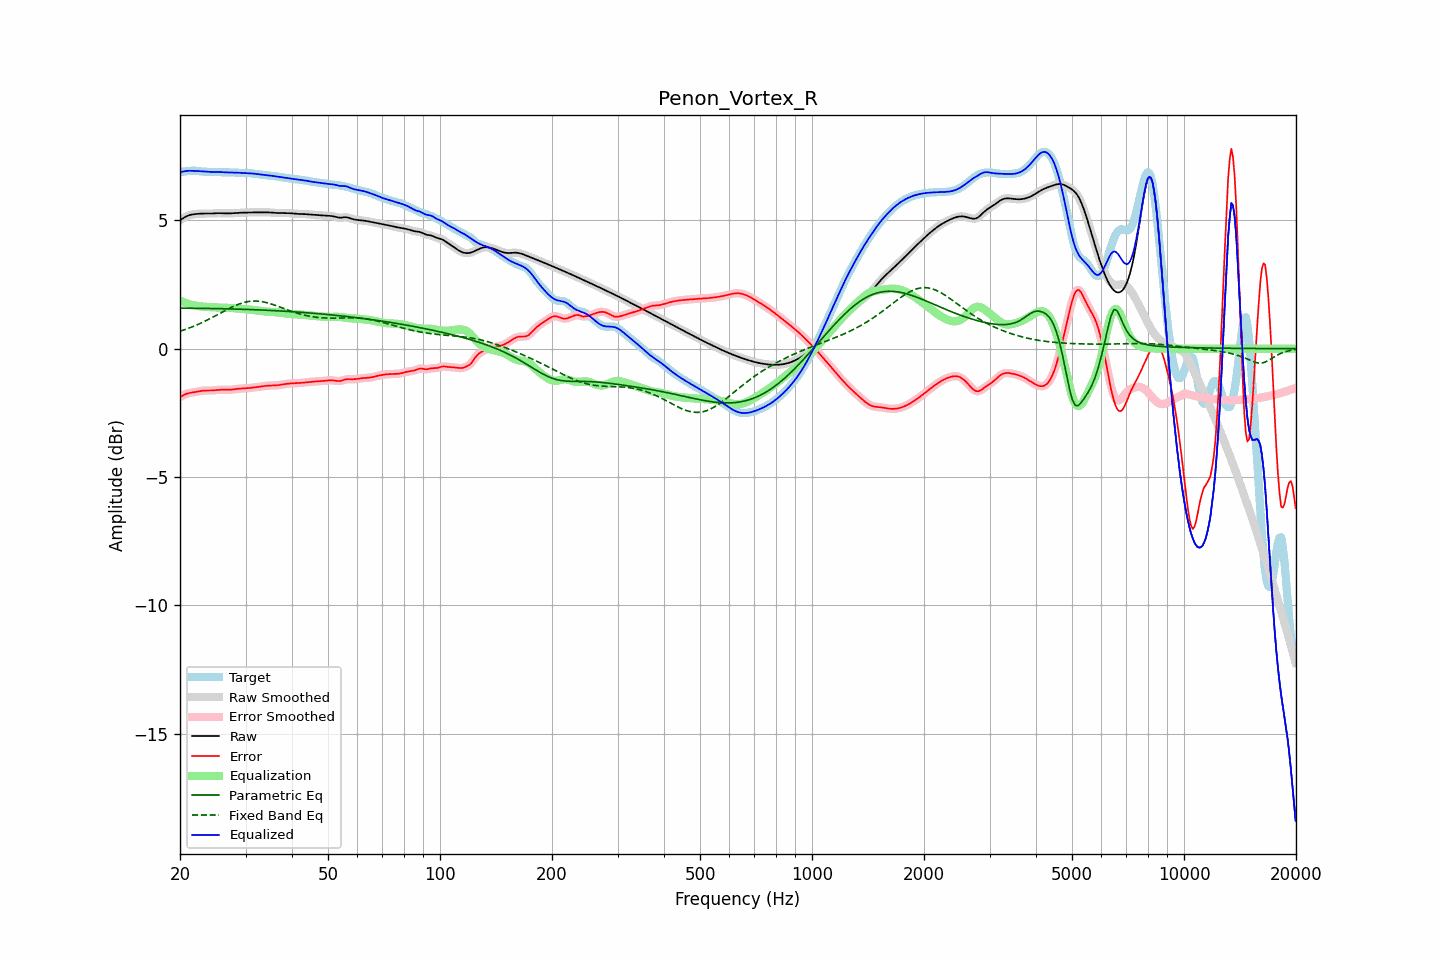 Penon_Vortex_R
Amplitude (dBr)
5
0
−5
−10
−15
Target
Raw Smoothed
Error Smoothed
Raw
Error
Equalization
Parametric Eq
Fixed Band Eq
Equalized
20 50 100 200 500 1000 2000 5000 10000 20000
Frequency (Hz)